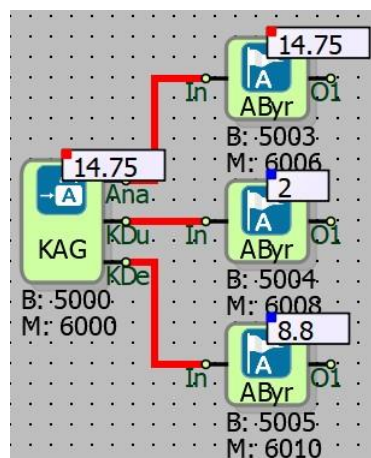 14.75
A
In
O1
AByr
B: 5003
M: 6006
14.75
A
Ana
KAG
KDu
KDe
B: 5000
M: 6000
2
A
In
O1
AByr
B: 5004
M: 6008
8.8
A
In
O1
AByr
B: 5005
M: 6010